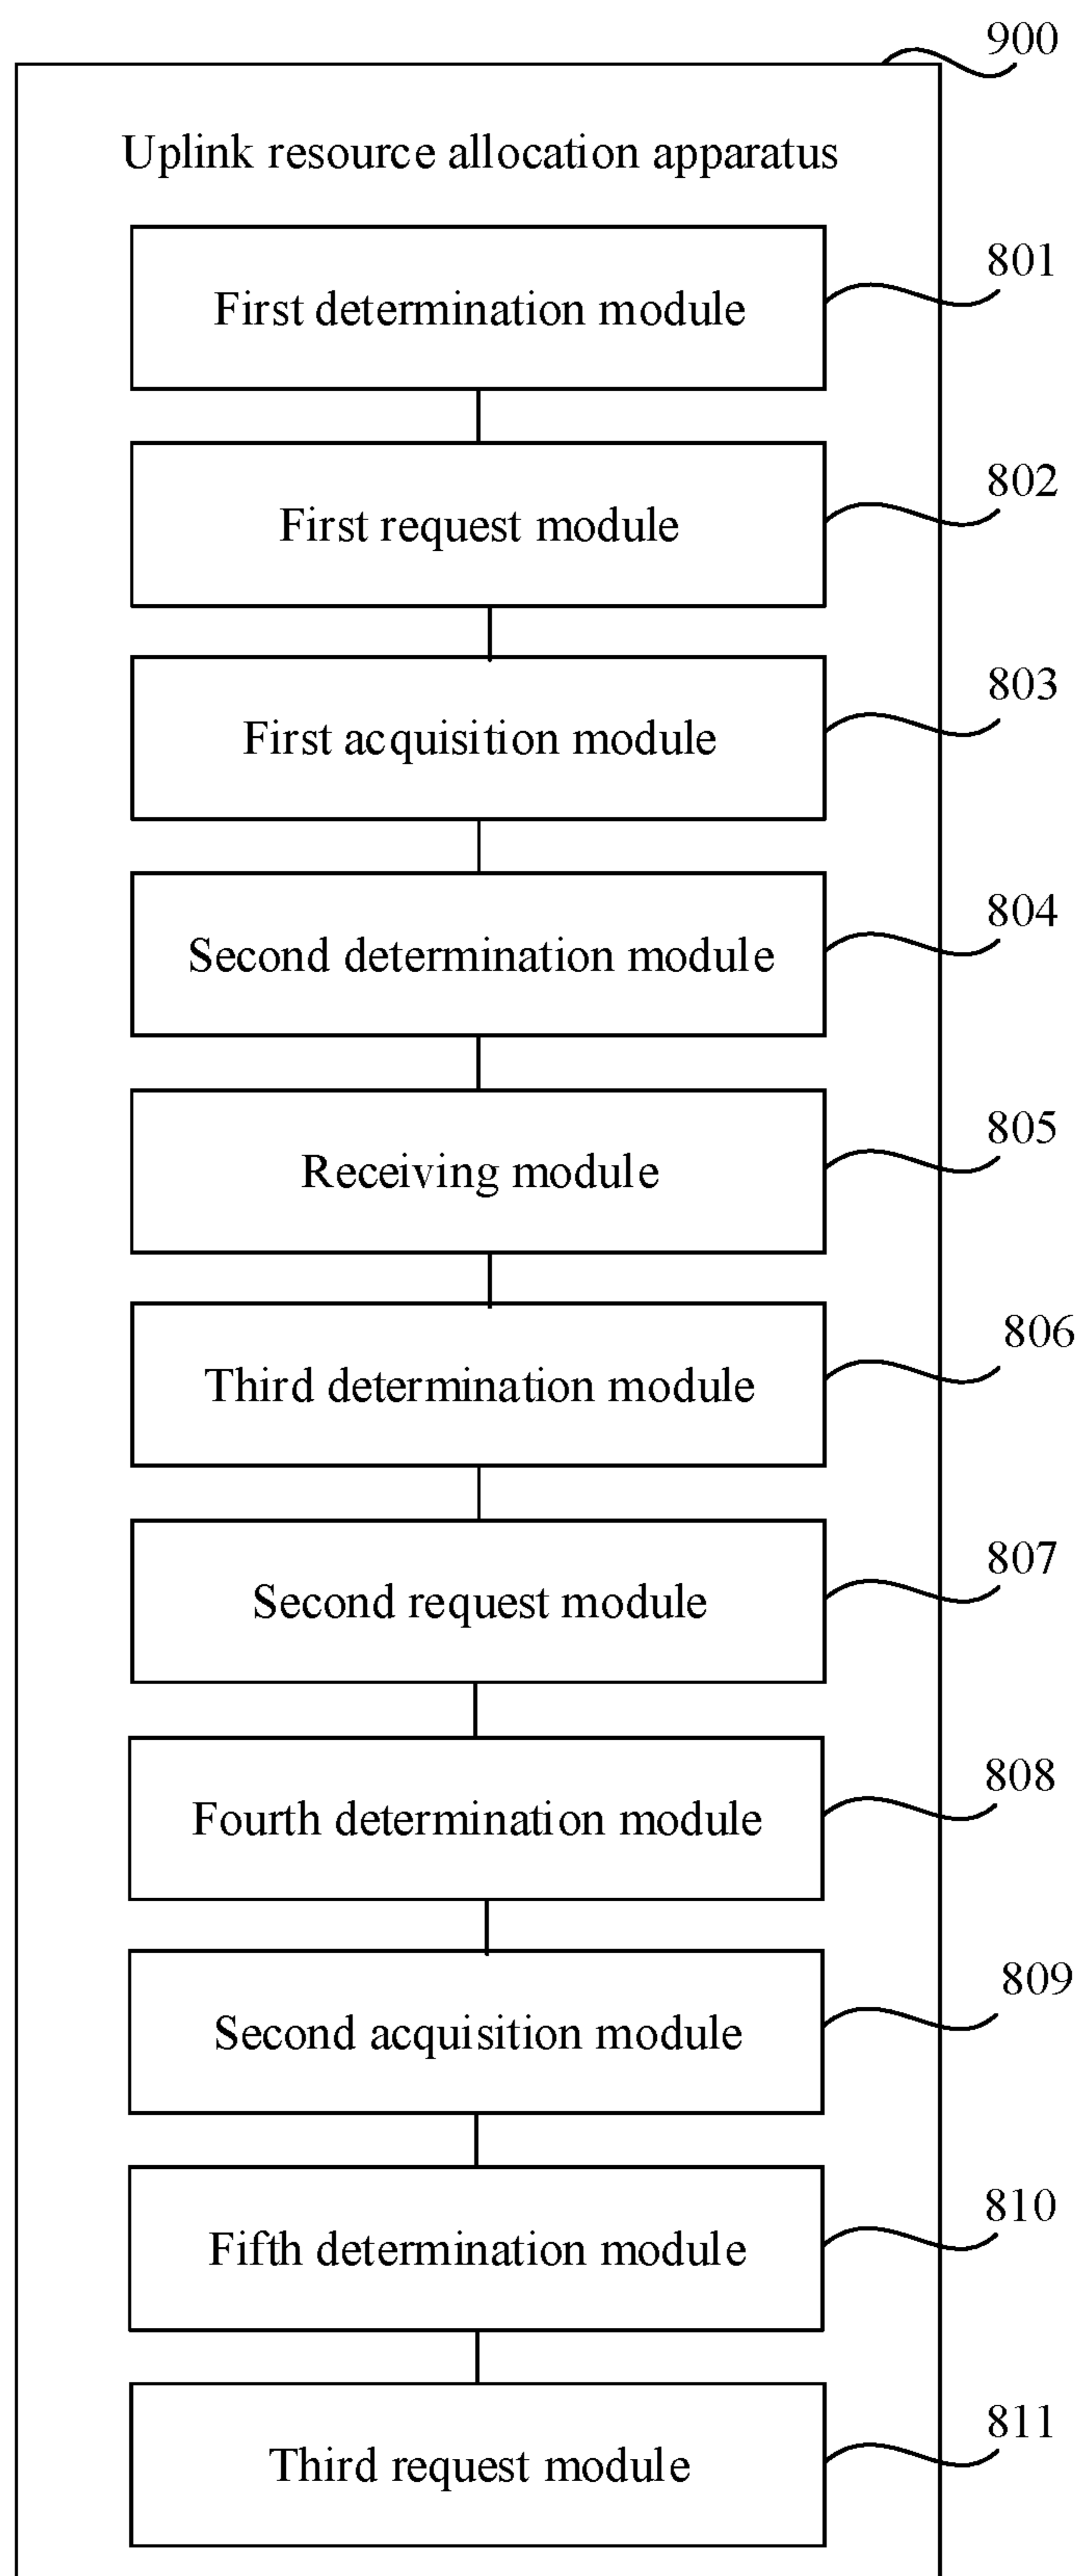 900
Uplink resource allocation apparatus
First determination module
801
First request module
802
First acquisition module
803
Second determination module
804
Receiving module
805
Third determination module
806
Second request module
807
Fourth determination module
808
Second acquisition module
809
Fifth determination module
810
Third request module
811